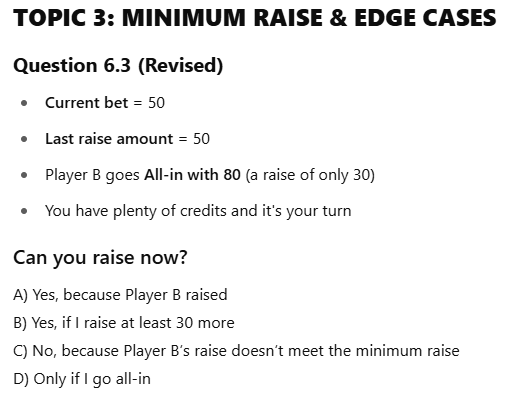 TOPIC 3: MINIMUM RAISE & EDGE CASES
Question 6.3 (Revised)
• Current bet = 50
• Last raise amount = 50
• Player B goes All-in with 80 (a raise of only 30)
• You have plenty of credits and it's your turn
Can you raise now?
A) Yes, because Player B raised
B) Yes, if I raise at least 30 more
C) No, because Player B’s raise doesn’t meet the minimum raise
D) Only if I go all-in